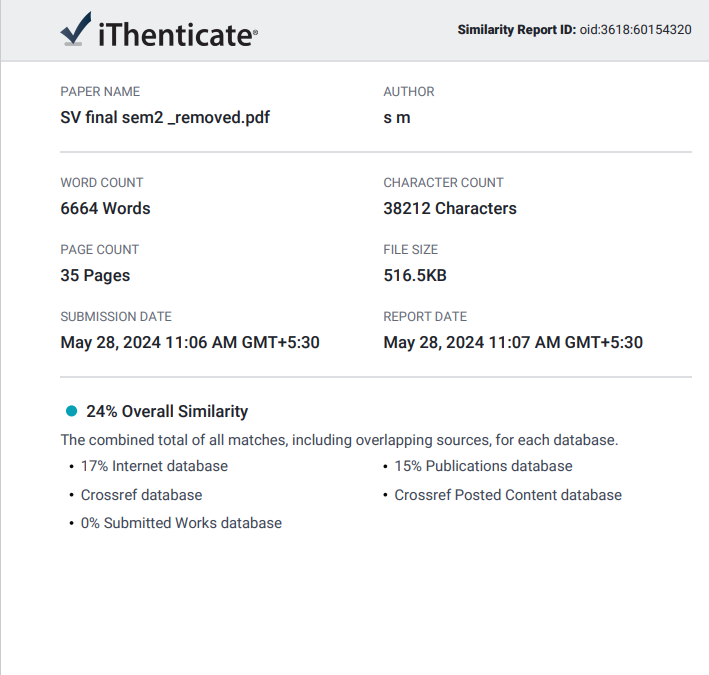 iThenticate®
Similarity Report ID: oid:3618:60154320
PAPER NAME
SV final sem2 _removed.pdf
AUTHOR
s m
WORD COUNT
6664 Words
CHARACTER COUNT
38212 Characters
PAGE COUNT
35 Pages
FILE SIZE
516.5KB
SUBMISSION DATE
May 28, 2024 11:06 AM GMT+5:30
REPORT DATE
May 28, 2024 11:07 AM GMT+5:30
24% Overall Similarity
The combined total of all matches, including overlapping sources, for each database.
• 17% Internet database
• 15% Publications database
• Crossref database
• Crossref Posted Content database
• 0% Submitted Works database